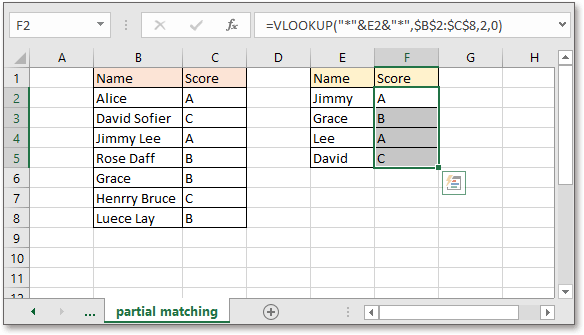 F2 fx =VLOOKUP("*"&E2&"*",$B$2:$C$8,2,0)
A B C D E F G H
1 Name Score Name Score
2 Alice A Jimmy A
3 David Sofier C Grace B
4 Jimmy Lee A Lee A
5 Rose Daff B David C
6 Grace B
7 Henrry Bruce C
8 Luece Lay B
9
10
11
12
... partial matching